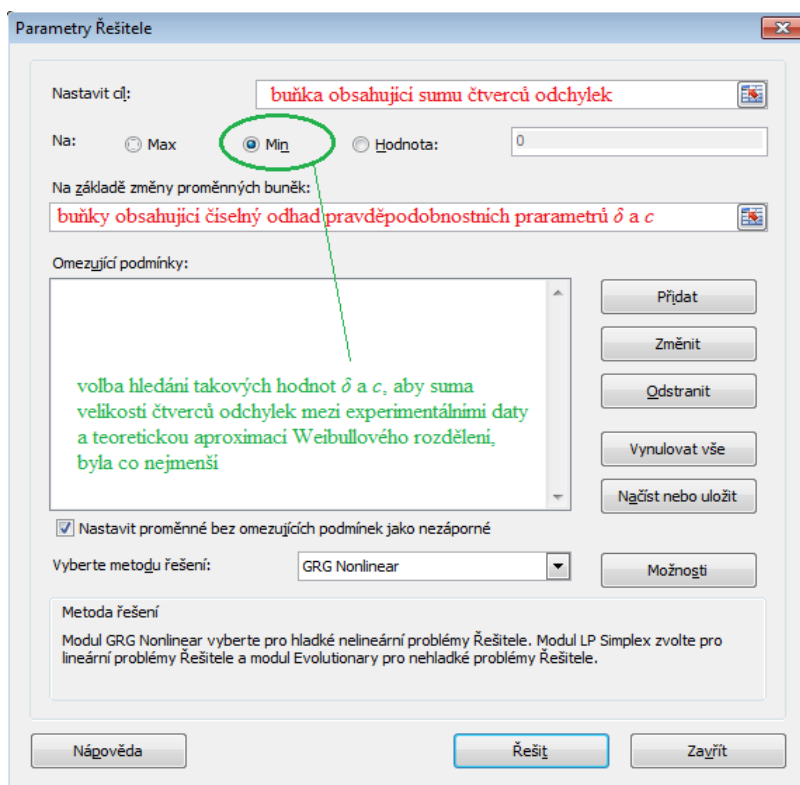 Parametry Řešitele
Nastavit cíl: buňka obsahující sumu čtverců odchylek
Na: Max Min Hodnota: 0
Na základě změny proměnných buněk:
buňky obsahující číselný odhad pravděpodobnostních prarametrů δ a c
Omezující podmínky:
Přidat
Změnit
volba hledání takových hodnot δ a c, aby suma
velikostí čtverců odchylek mezi experimentálními daty
a teoretickou aproximací Weibullového rozdělení,
byla co nejmenší
Odstranit
Vynulovat vše
Načíst nebo uložit
Nastavit proměnné bez omezujících podmínek jako nezáporné
Vyberte metodu řešení: GRG Nonlinear Možnosti
Metoda řešení
Modul GRG Nonlinear vyberte pro hladké nelineární problémy Řešitele. Modul LP Simplex zvolte pro
lineární problémy Řešitele a modul Evolutionary pro nehladké problémy Řešitele.
Nápověda Řešit Zavřít